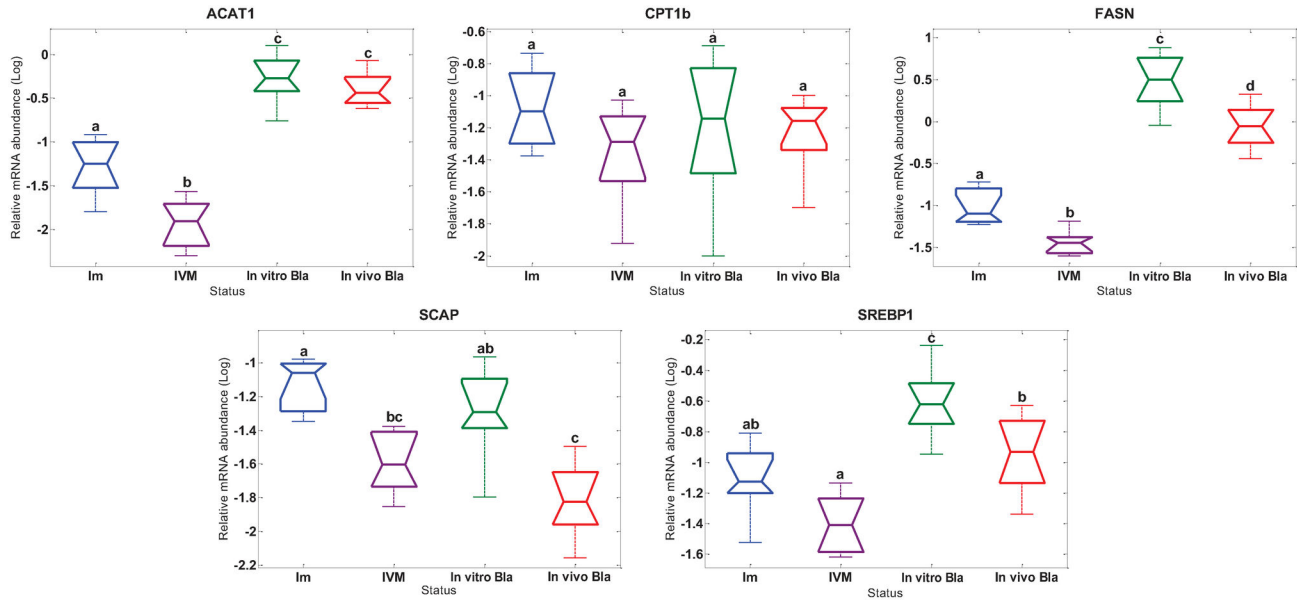 ACAT1
Relative mRNA abundance (Log)
0
-0.5
-1
-1.5
-2
a
b
c
c
Im IVM In vitro Bla In vivo Bla
Status
CPT1b
Relative mRNA abundance (Log)
-0.6
-0.8
-1
-1.2
-1.4
-1.6
-1.8
-2
a
a
a
a
Im IVM In vitro Bla In vivo Bla
Status
FASN
Relative mRNA abundance (Log)
1
0.5
0
-0.5
-1
-1.5
a
b
c
d
Im IVM In vitro Bla In vivo Bla
Status
SCAP
Relative mRNA abundance (Log)
-1
-1.2
-1.4
-1.6
-1.8
-2
-2.2
a
bc
ab
c
Im IVM In vitro Bla In vivo Bla
Status
SREBP1
Relative mRNA abundance (Log)
-0.2
-0.4
-0.6
-0.8
-1
-1.2
-1.4
-1.6
ab
a
c
b
Im IVM In vitro Bla In vivo Bla
Status